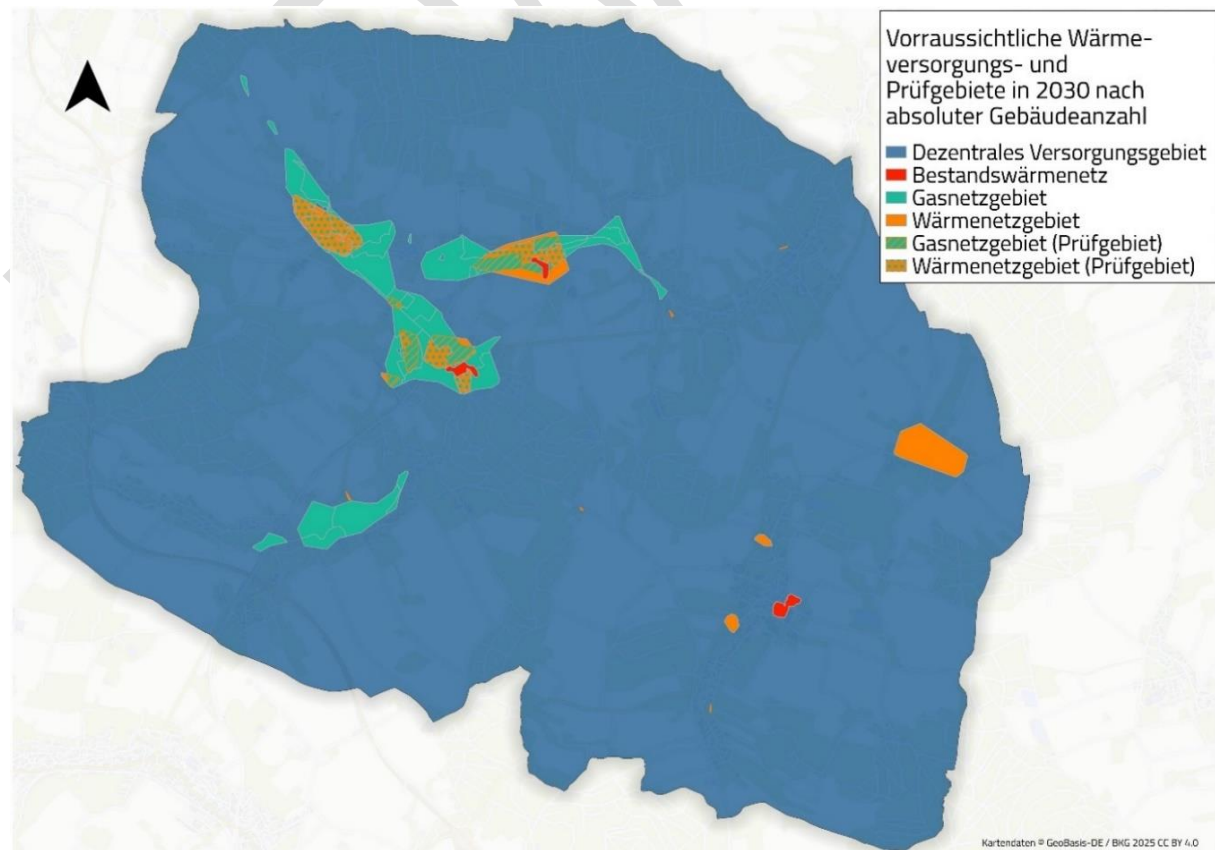 Vorraussichtliche Wärme-
versorgungs- und
Prüfgebiete in 2030 nach
absoluter Gebäudeanzahl
Dezentrales Versorgungsgebiet
Bestandswärmenetz
Gasnetzgebiet
Wärmenetzgebiet
Gasnetzgebiet (Prüfgebiet)
Wärmenetzgebiet (Prüfgebiet)
Kartendaten © GeoBasis-DE / BKG 2025 CC BY 4.0